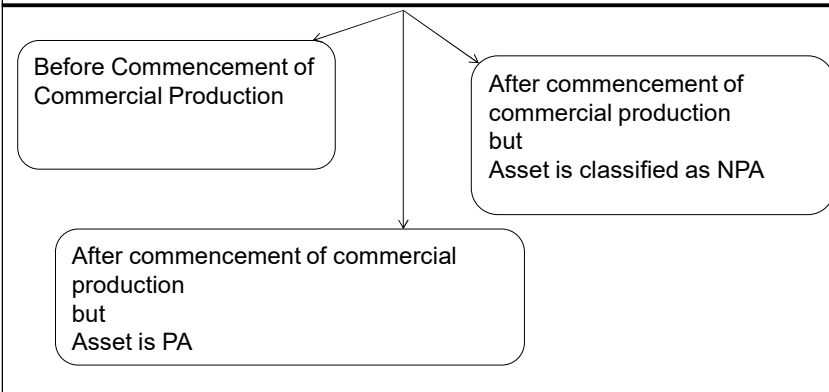 Before Commencement of
Commercial Production
After commencement of
commercial production
but
Asset is classified as NPA
After commencement of commercial
production
but
Asset is PA